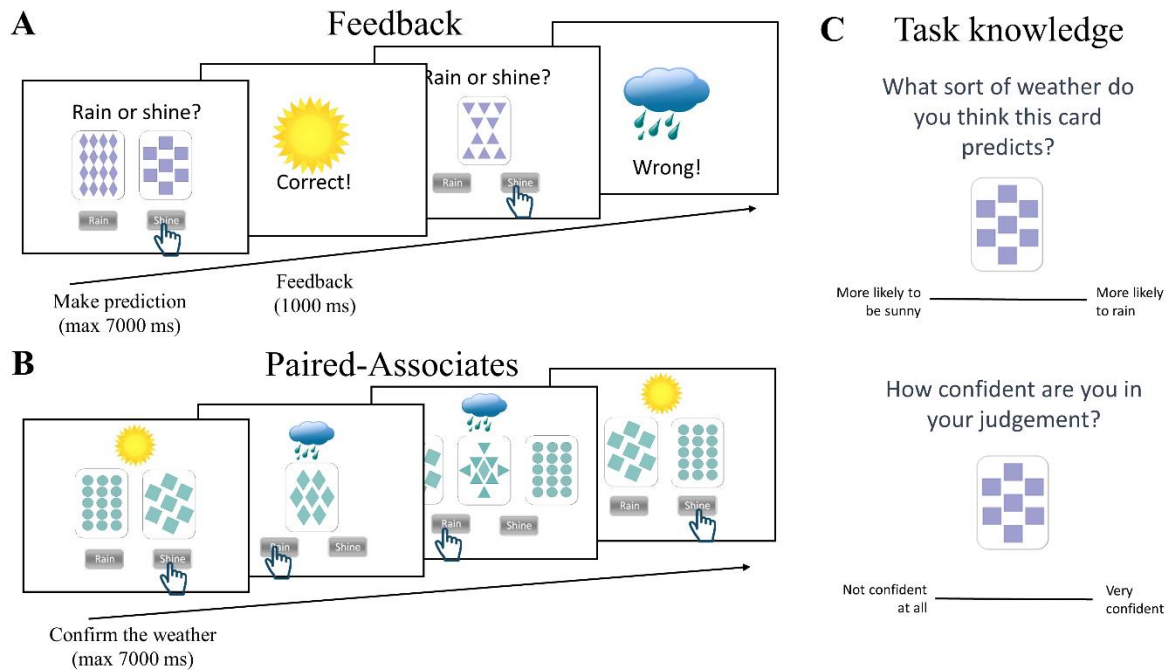 A
Feedback
Rain or shine?
Rain
Shine
Correct!
Rain or shine?
Rain
Shine
Wrong!
Make prediction
(max 7000 ms)
Feedback
(1000 ms)
B
Paired-Associates
Rain
Shine
Rain
Shine
Rain
Shine
Rain
Shine
Confirm the weather
(max 7000 ms)
C
Task knowledge
What sort of weather do
you think this card
predicts?
More likely to
be sunny
More likely
to rain
How confident are you in
your judgement?
Not confident
at all
Very
confident